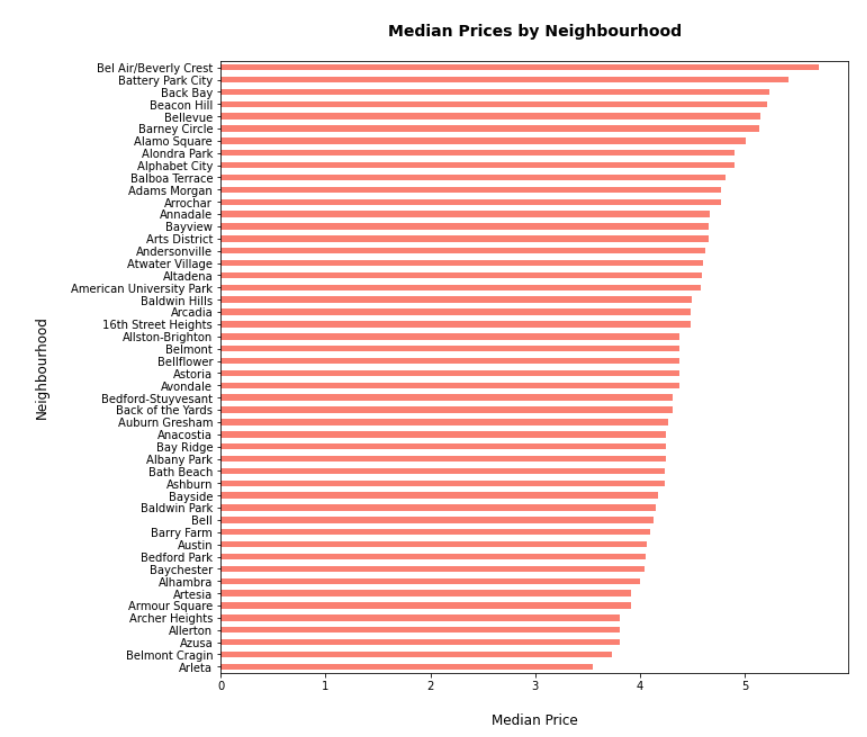 Median Prices by Neighbourhood
Bel Air/Beverly Crest
Battery Park City
Back Bay
Beacon Hill
Bellevue
Barney Circle
Alamo Square
Alondra Park
Alphabet City
Balboa Terrace
Adams Morgan
Arrochar
Annadale
Bayview
Arts District
Andersonville
Atwater Village
Altadena
American University Park
Baldwin Hills
Arcadia
16th Street Heights
Allston-Brighton
Belmont
Bellflower
Astoria
Avondale
Bedford-Stuyvesant
Back of the Yards
Auburn Gresham
Anacostia
Bay Ridge
Albany Park
Bath Beach
Ashburn
Bayside
Baldwin Park
Bell
Barry Farm
Austin
Bedford Park
Baychester
Alhambra
Artesia
Armour Square
Archer Heights
Allerton
Azusa
Belmont Cragin
Arleta
Neighbourhood
0 1 2 3 4 5
Median Price